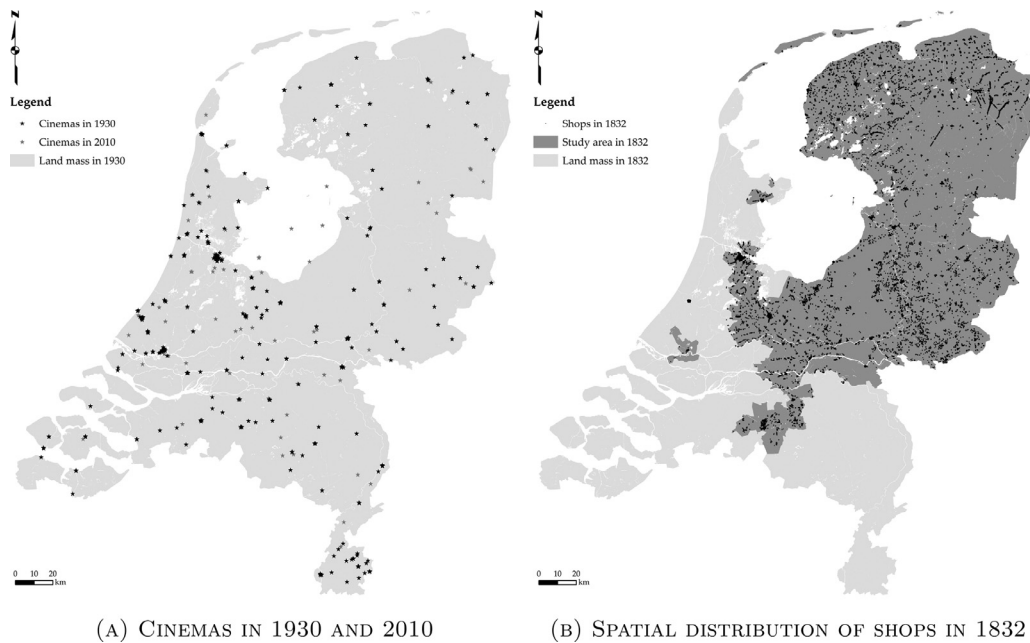 N
Legend
Cinemas in 1930
Cinemas in 2010
Land mass in 1930
0 10 20
km
(A) CINEMAS IN 1930 AND 2010
N
Legend
Shops in 1832
Study area in 1832
Land mass in 1832
0 10 20
km
(B) SPATIAL DISTRIBUTION OF SHOPS IN 1832